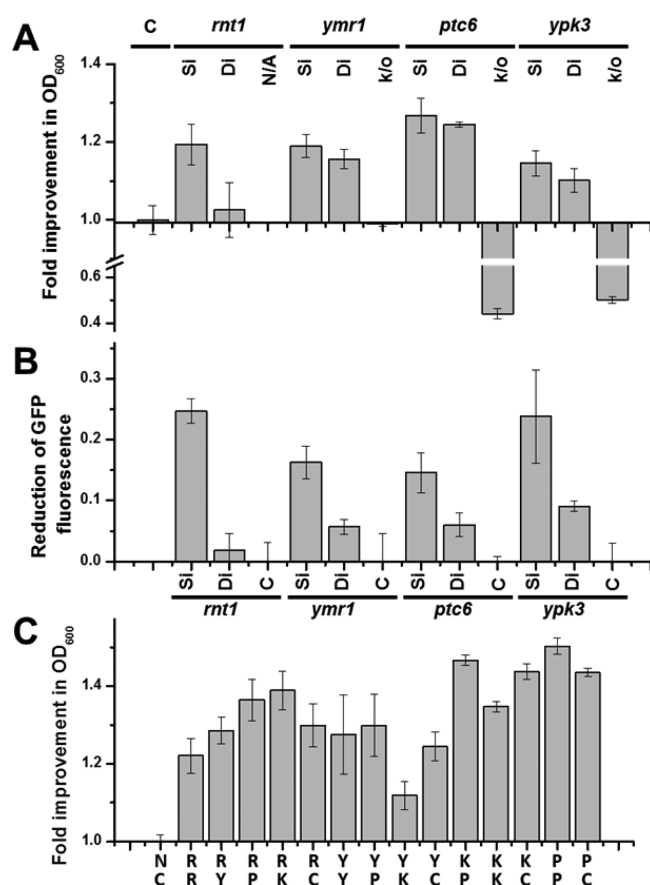 A
C rnt1 ymr1 ptc6 ypk3
Si Di N/A Si Di k/o Si Di k/o Si Di k/o
Fold improvement in OD600
1.4
1.2
1.0
0.6
0.4
B
Reduction of GFP
fluorescence
0.3
0.2
0.1
0.0
Si Di C Si Di C Si Di C Si Di C
rnt1 ymr1 ptc6 ypk3
C
Fold improvement in OD600
1.4
1.2
1.0
N R R R R R Y Y Y Y K K K P P
C R Y P K C Y P K C P K C P C